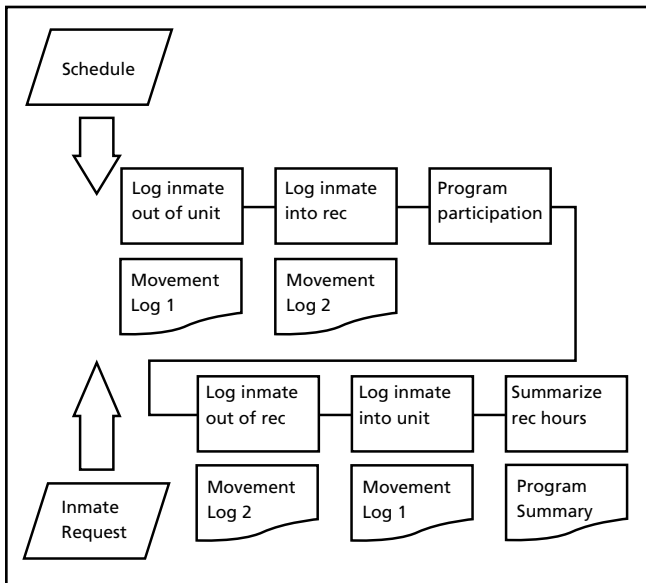 Schedule
Log inmate
out of unit
Log inmate
into rec
Program
participation
Movement
Log 1
Movement
Log 2
Log inmate
out of rec
Log inmate
into unit
Summarize
rec hours
Inmate
Request
Movement
Log 2
Movement
Log 1
Program
Summary